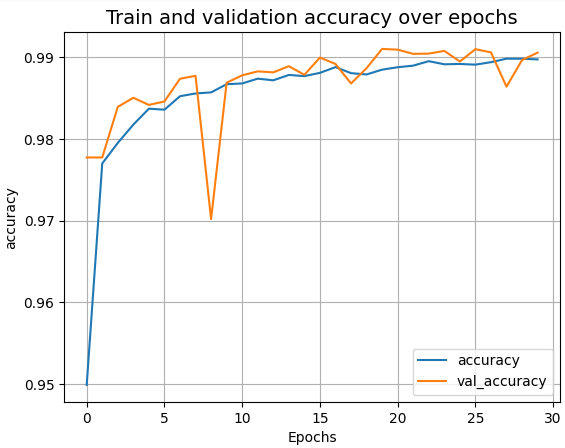 Train and validation accuracy over epochs
accuracy
0.99
0.98
0.97
0.96
0.95
0
5
10
15
20
25
30
Epochs
accuracy
val_accuracy